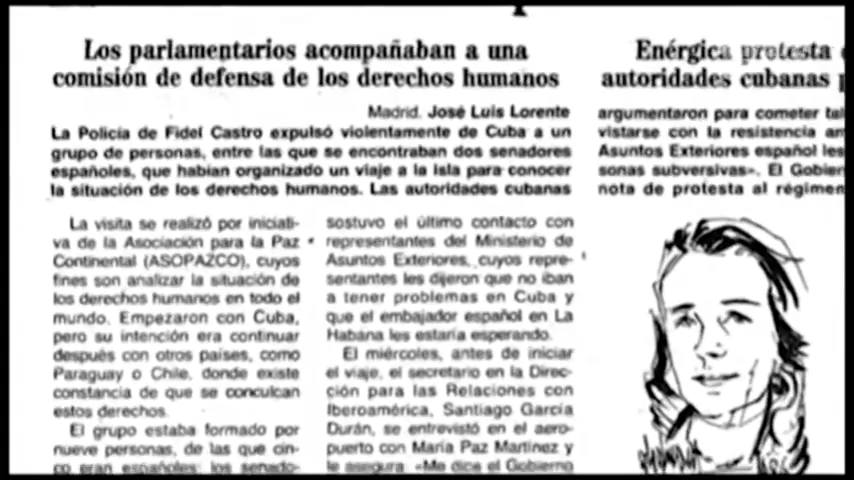 Los parlamentarios acompañaban a una
comisión de defensa de los derechos humanos
Madrid. José Luis Lorente
La Policía de Fidel Castro expulsó violentamente de Cuba a un
grupo de personas, entre las que se encontraban dos senadores
españoles, que habían organizado un viaje a la Isla para conocer
la situación de los derechos humanos. Las autoridades cubanas
La visita se realizó por iniciati-
va de la Asociación para la Paz
Continental (ASOPAZCO), cuyos
fines son analizar la situación de
los derechos humanos en todo el
mundo. Empezaron con Cuba,
pero su intención era continuar
después con otros países, como
Paraguay o Chile, donde existe
constancia de que se conculcan
estos derechos.
El grupo estaba formado por
nueve personas, de las que cin-
co eran españoles: los senado-
sostuvo el último contacto con
representantes del Ministerio de
Asuntos Exteriores, cuyos repre-
sentantes les dijeron que no iban
a tener problemas en Cuba y
que el embajador español en La
Habana les estaría esperando.
El miércoles, antes de iniciar
el viaje, el secretario en la Direc-
ción para las Relaciones con
Iberoamérica, Santiago García
Durán, se entrevistó en el aero-
puerto con María Paz Martínez y
le asegura «Me dice el Gobierno
Enérgica protesta
autoridades cubanas
argumentaron para cometer tal
vistarse con la resistencia an
Asuntos Exteriores español les
sonas subversivas». El Gobier
nota de protesta al régimen